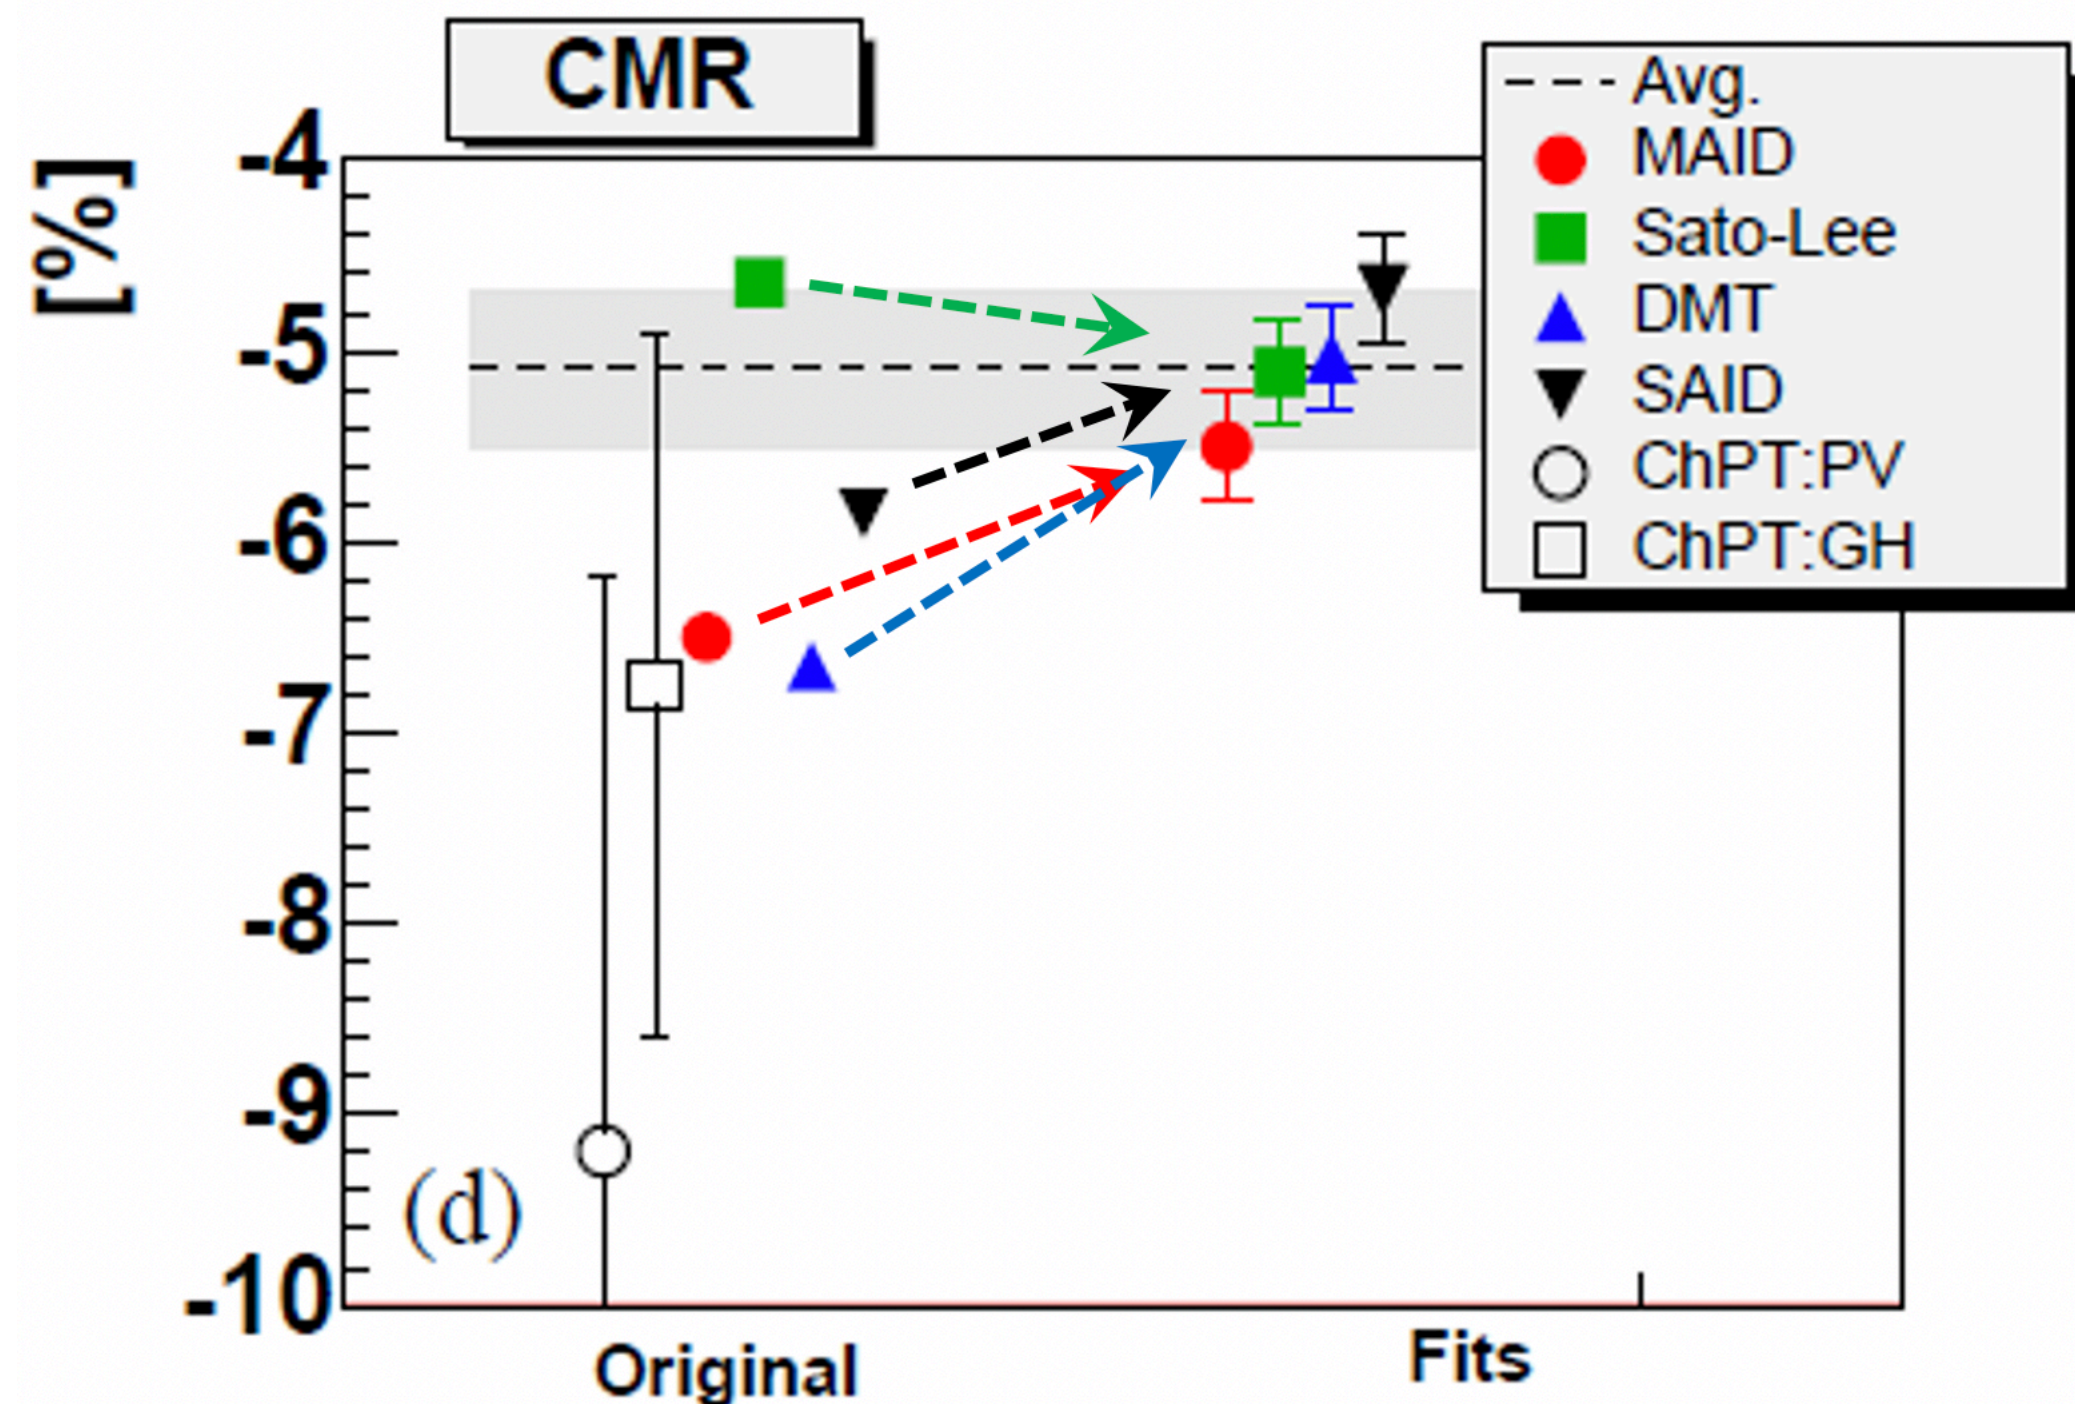 CMR
[%]
-4
-5
-6
-7
-8
-9
-10
Avg.
MAID
Sato-Lee
DMT
SAID
ChPT:PV
ChPT:GH
(d)
Original
Fits